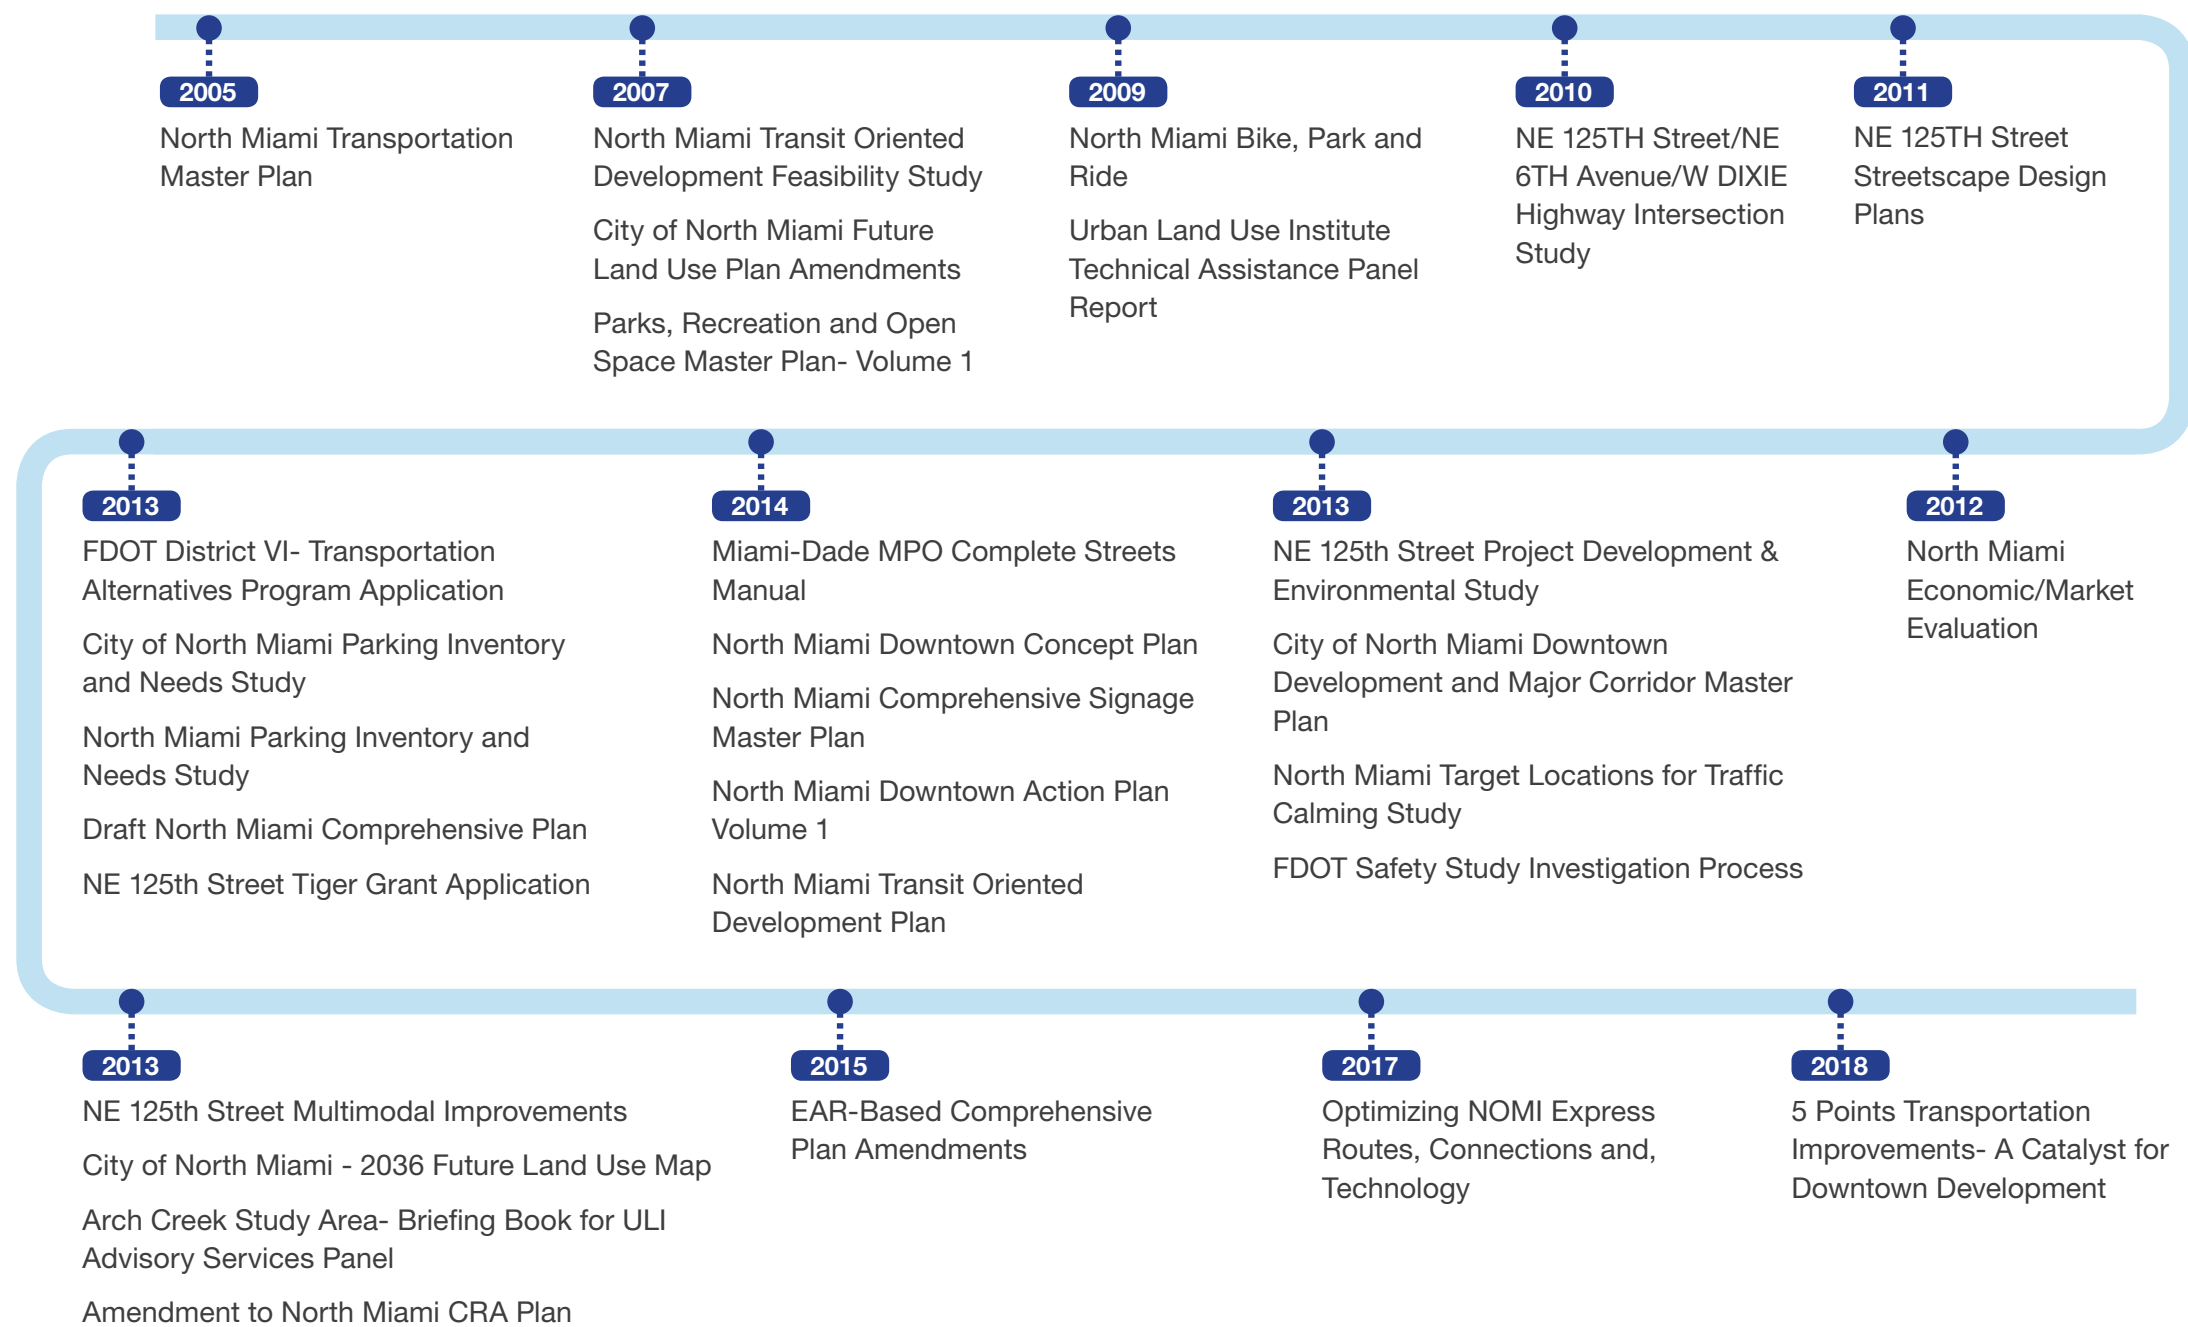 2005
North Miami Transportation
Master Plan
2007
North Miami Transit Oriented
Development Feasibility Study
City of North Miami Future
Land Use Plan Amendments
Parks, Recreation and Open
Space Master Plan- Volume 1
2009
North Miami Bike, Park and
Ride
Urban Land Use Institute
Technical Assistance Panel
Report
2010
NE 125TH Street/NE
6TH Avenue/W DIXIE
Highway Intersection
Study
2011
NE 125TH Street
Streetscape Design
Plans
2013
FDOT District VI- Transportation
Alternatives Program Application
City of North Miami Parking Inventory
and Needs Study
North Miami Parking Inventory and
Needs Study
Draft North Miami Comprehensive Plan
NE 125th Street Tiger Grant Application
2014
Miami-Dade MPO Complete Streets
Manual
North Miami Downtown Concept Plan
North Miami Comprehensive Signage
Master Plan
North Miami Downtown Action Plan
Volume 1
North Miami Transit Oriented
Development Plan
2013
NE 125th Street Project Development &
Environmental Study
City of North Miami Downtown
Development and Major Corridor Master
Plan
North Miami Target Locations for Traffic
Calming Study
FDOT Safety Study Investigation Process
2012
North Miami
Economic/Market
Evaluation
2013
NE 125th Street Multimodal Improvements
City of North Miami - 2036 Future Land Use Map
Arch Creek Study Area- Briefing Book for ULI
Advisory Services Panel
Amendment to North Miami CRA Plan
2015
EAR-Based Comprehensive
Plan Amendments
2017
Optimizing NOMI Express
Routes, Connections and,
Technology
2018
5 Points Transportation
Improvements- A Catalyst for
Downtown Development